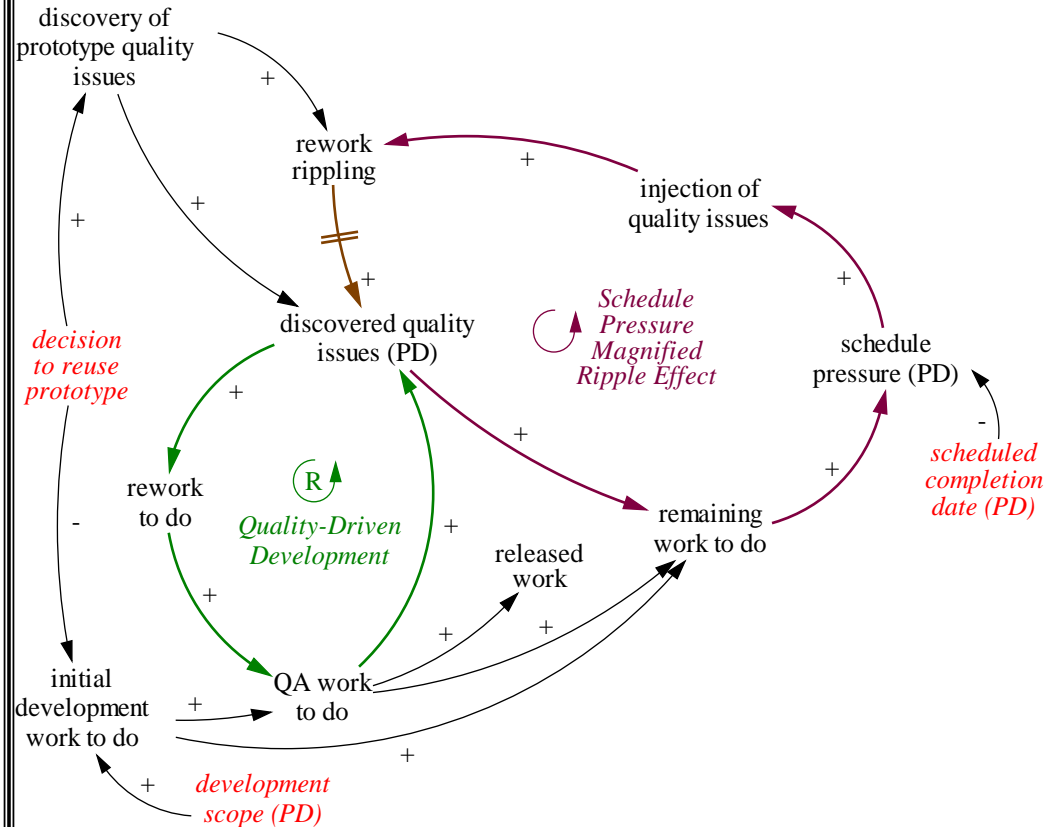 discovery of
prototype quality
issues
+
+
+
rework
rippling
+
injection of
quality issues
+
+
discovered quality
issues (PD)
Schedule
Pressure
Magnified
Ripple Effect
+
schedule
pressure (PD)
-
scheduled
completion
date (PD)
decision
to reuse
prototype
+
+
+
rework
to do
R
Quality-Driven
Development
+
remaining
work to do
-
+
released
work
+
+
initial
development
work to do
+
QA work
to do
+
+
development
scope (PD)